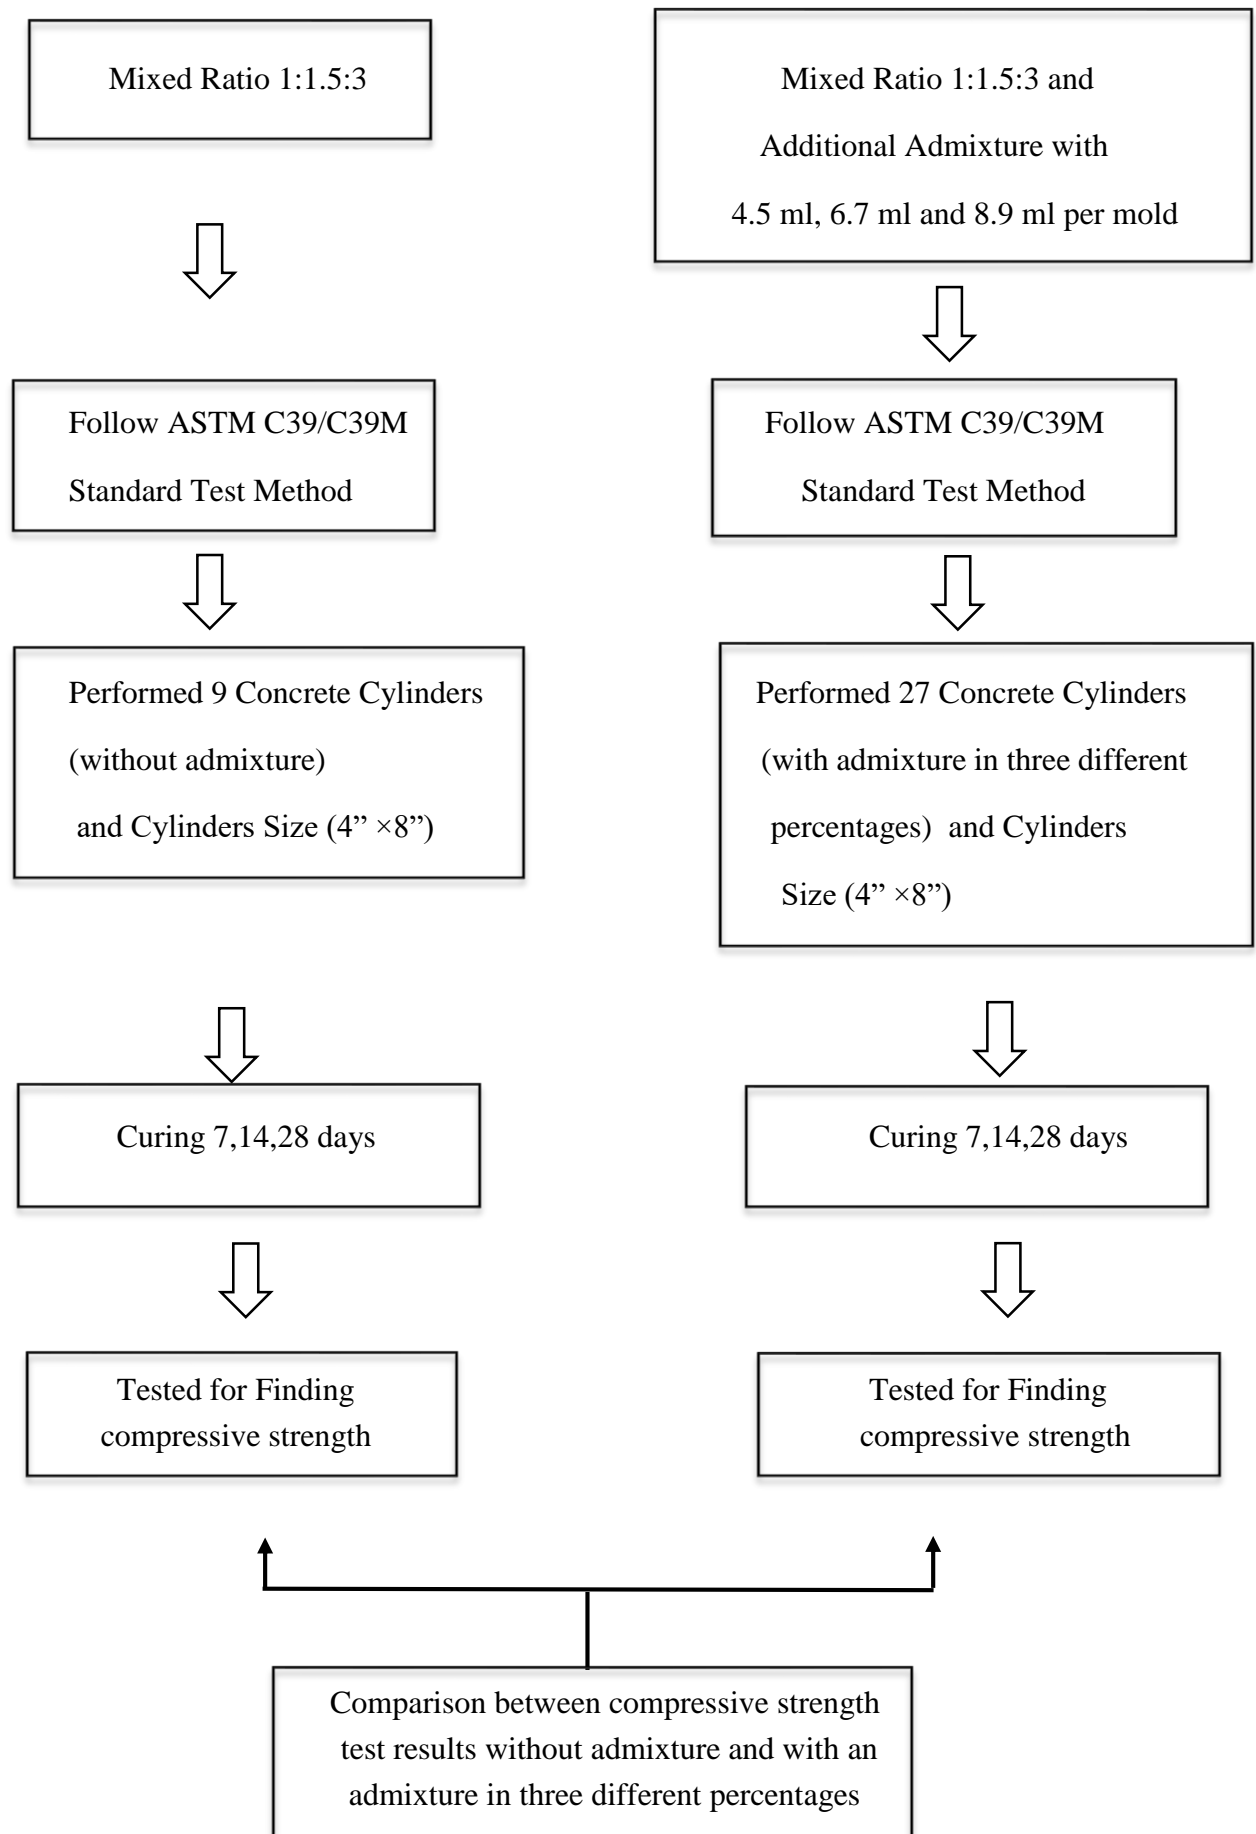 Mixed Ratio 1:1.5:3
Mixed Ratio 1:1.5:3 and
Additional Admixture with
4.5 ml, 6.7 ml and 8.9 ml per mold
Follow ASTM C39/C39M
Standard Test Method
Follow ASTM C39/C39M
Standard Test Method
Performed 9 Concrete Cylinders
(without admixture)
and Cylinders Size (4” ×8”)
Performed 27 Concrete Cylinders
(with admixture in three different
percentages)  and Cylinders
Size (4” ×8”)
Curing 7,14,28 days
Curing 7,14,28 days
Tested for Finding
compressive strength
Tested for Finding
compressive strength
Comparison between compressive strength
test results without admixture and with an
admixture in three different percentages